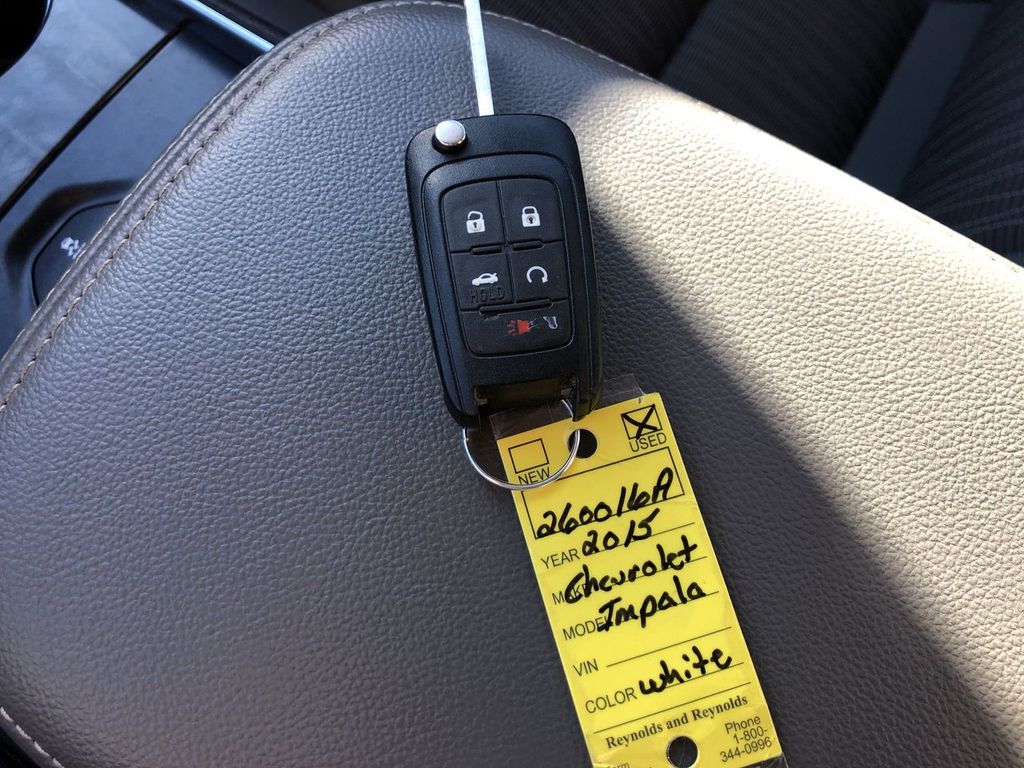 HOLD
NEW
USED
260016A
YEAR 2015
MAKE Chevrolet
MODEL Impala
VIN
COLOR white
Reynolds and Reynolds
Phone
1-800-
344-0996